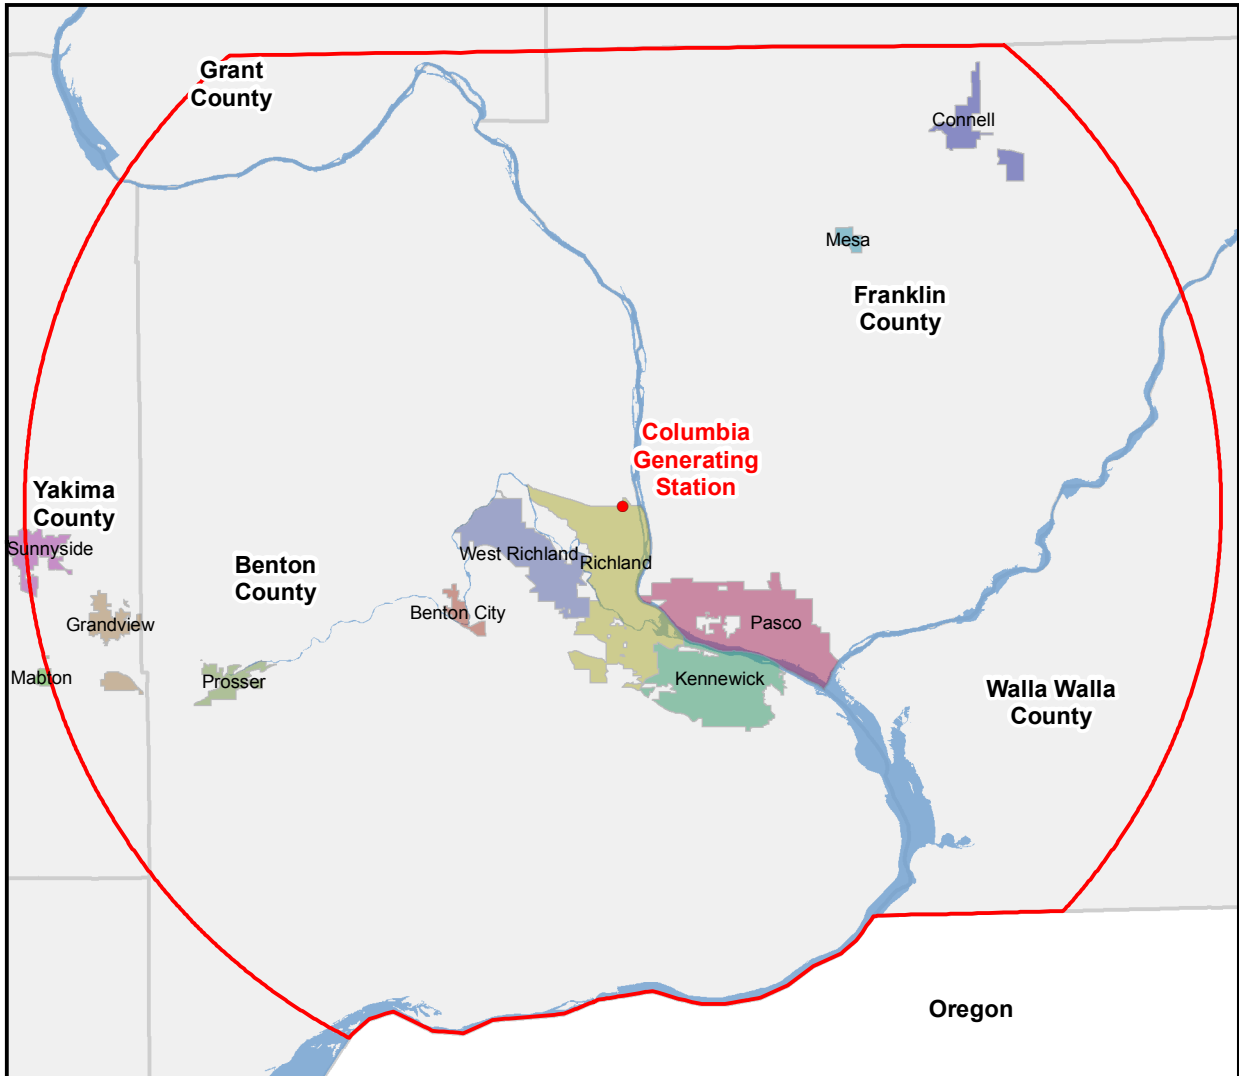 Grant
County
Connell
Mesa
Franklin
County
Columbia
Generating
Station
Yakima
County
Sunnyside
West Richland
Richland
Benton
County
Benton City
Grandview
Pasco
Mabton
Prosser
Kennewick
Walla Walla
County
Oregon